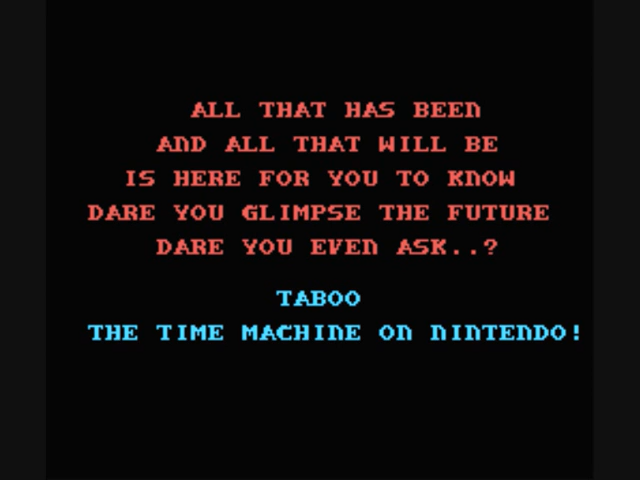 ALL THAT HAS BEEN
AND ALL THAT WILL BE
IS HERE FOR YOU TO KNOW
DARE YOU GLIMPSE THE FUTURE
DARE YOU EVEN ASK..?
TABOO
THE TIME MACHINE ON NINTENDO!